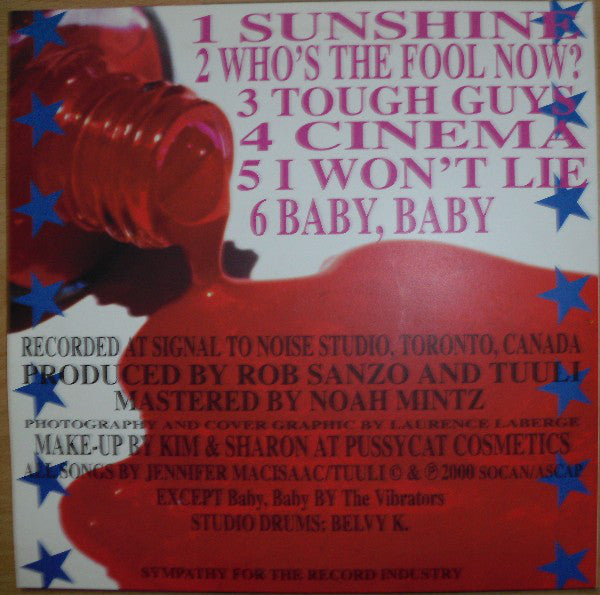 1 SUNSHINE
2 WHO'S THE FOOL NOW?
3 TOUGH GUYS
4 CINEMA
5 I WON'T LIE
6 BABY, BABY
RECORDED AT SIGNAL TO NOISE STUDIO, TORONTO, CANADA
PRODUCED BY ROB SANZO AND TUULI
MASTERED BY NOAH MINTZ
PHOTOGRAPHY AND COVER GRAPHIC BY LAURENCE LABERGE
MAKE-UP BY KIM & SHARON AT PUSSYCAT COSMETICS
ALL SONGS BY JENNIFER MACISAAC/TUULI © & ℗ 2000 SOCAN/ASCAP
EXCEPT Baby, Baby BY The Vibrators
STUDIO DRUMS: BELVY K.
SYMPATHY FOR THE RECORD INDUSTRY